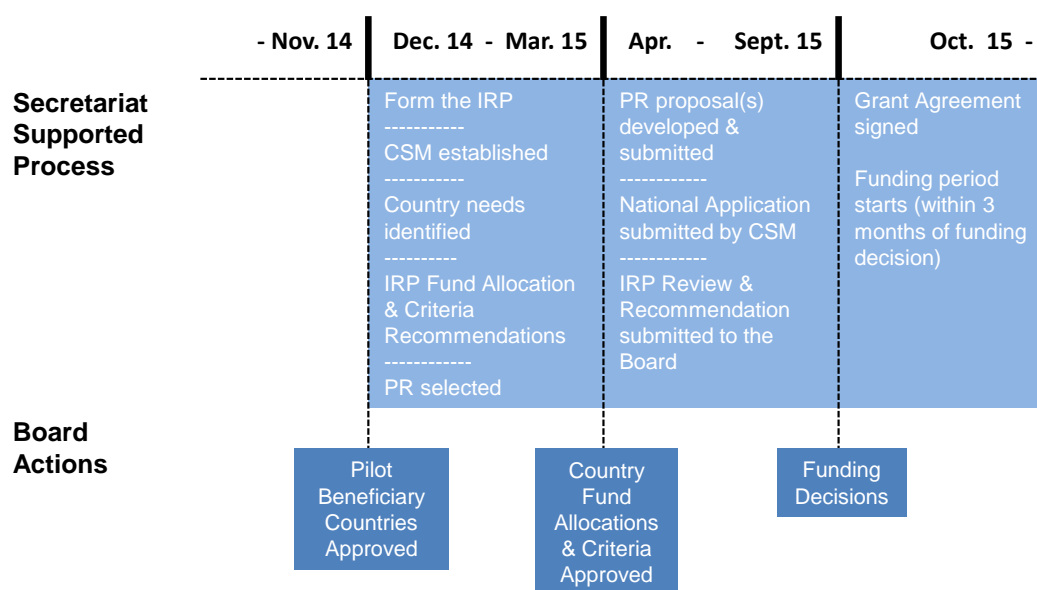 - Nov. 14
Dec. 14 - Mar. 15
Apr. - Sept. 15
Oct. 15 -
Secretariat
Supported
Process
Form the IRP
-----------
CSM established
-----------
Country needs
identified
----------
IRP Fund Allocation
& Criteria
Recommendations
------------
PR selected
PR proposal(s)
developed &
submitted
------------
National Application
submitted by CSM
------------
IRP Review &
Recommendation
submitted to the
Board
Grant Agreement
signed
Funding period
starts (within 3
months of funding
decision)
Board
Actions
Pilot
Beneficiary
Countries
Approved
Country
Fund
Allocations
& Criteria
Approved
Funding
Decisions